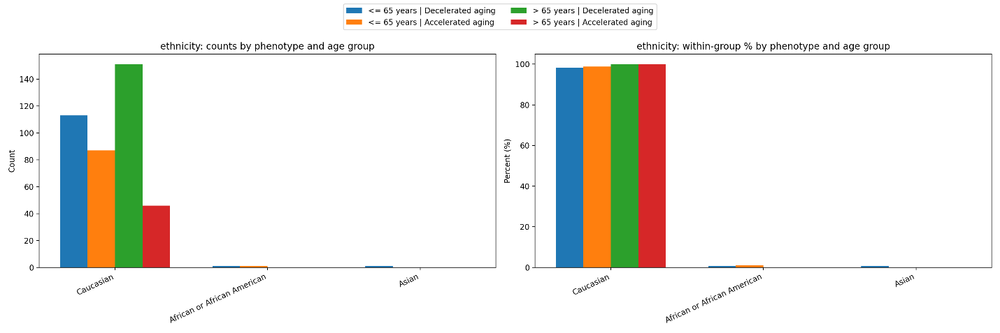 <= 65 years | Decelerated aging
<= 65 years | Accelerated aging
> 65 years | Decelerated aging
> 65 years | Accelerated aging
ethnicity: counts by phenotype and age group
Count
140
120
100
80
60
40
20
0
Caucasian
African or African American
Asian
ethnicity: within-group % by phenotype and age group
Percent (%)
100
80
60
40
20
0
Caucasian
African or African American
Asian